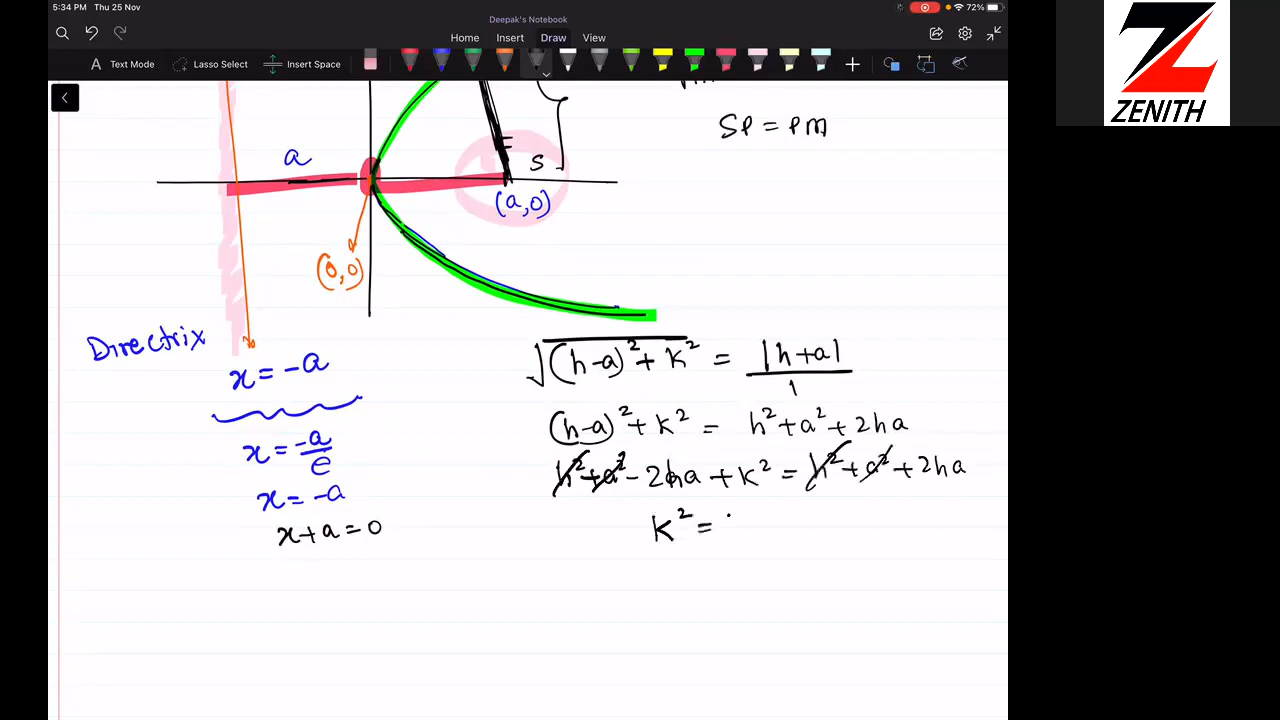 5:34 PM Thu 25 Nov
72%
Deepak's Notebook
Home Insert Draw View
Text Mode Lasso Select Insert Space
ZENITH
SP = PM
a
S
(a,0)
(0,0)
Directrix
x = -a
x = -a/e
x = -a
x+a=0
√(h-a)²+k² = |h+a|/1
(h-a)²+k² = h²+a²+2ha
h²+a²-2ha+k² = h²+a²+2ha
k² =